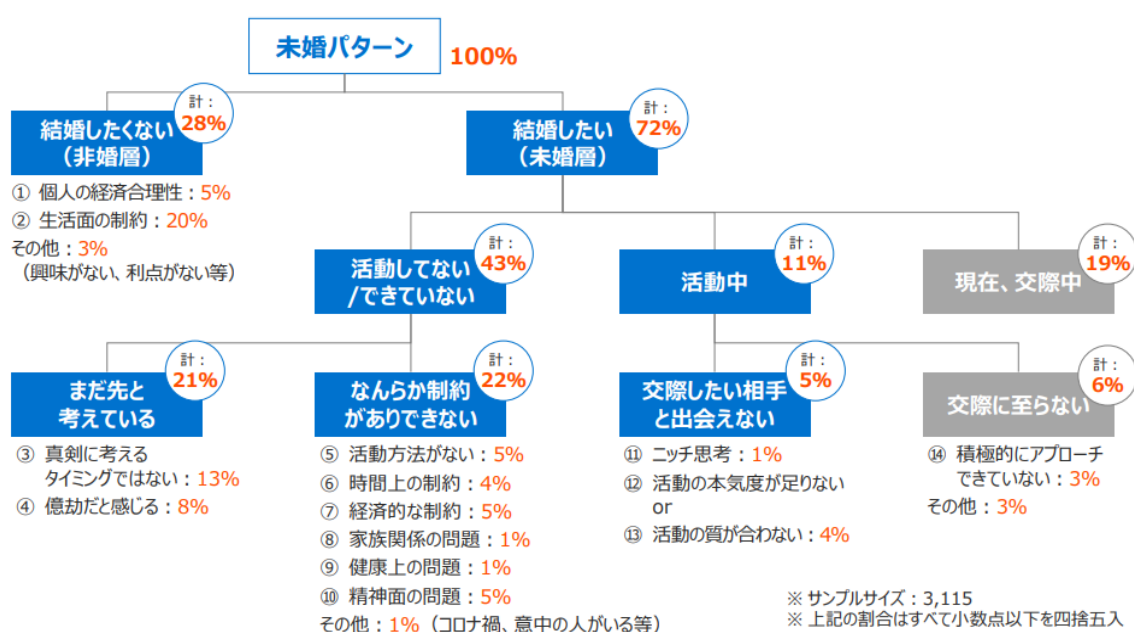 未婚パターン
100%
計：
28%
結婚したくない
（非婚層）
① 個人の経済合理性：5%
② 生活面の制約：20%
その他：3%
（興味がない、利点がない等）
計：
72%
結婚したい
（未婚層）
計：
43%
活動してない
/できていない
計：
11%
活動中
計：
19%
現在、交際中
計：
21%
まだ先と
考えている
③ 真剣に考える
タイミングではない：13%
④ 億劫だと感じる：8%
計：
22%
なんらか制約
がありできない
⑤ 活動方法がない：5%
⑥ 時間上の制約：4%
⑦ 経済的な制約：5%
⑧ 家族関係の問題：1%
⑨ 健康上の問題：1%
⑩ 精神面の問題：5%
その他：1%（コロナ禍、意中の人がいる等）
計：
5%
交際したい相手
と出会えない
⑪ ニッチ思考：1%
⑫ 活動の本気度が足りない
or
⑬ 活動の質が合わない：4%
計：
6%
交際に至らない
⑭ 積極的にアプローチ
できていない：3%
その他：3%
※ サンプルサイズ：3,115
※ 上記の割合はすべて小数点以下を四捨五入